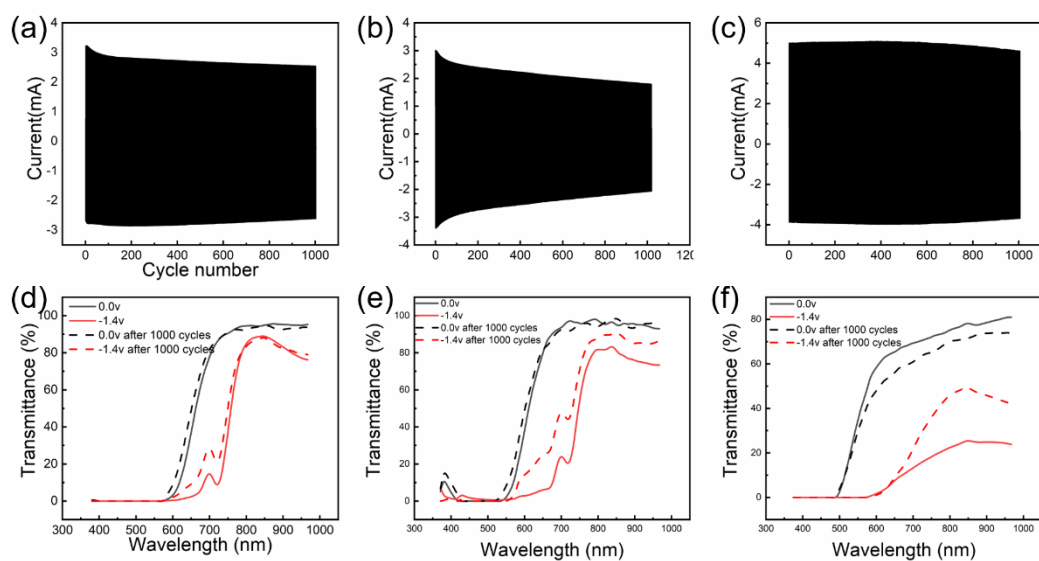 (a)
4
3
2
1
0
-1
-2
-3
Current(mA)
0 200 400 600 800 1000
Cycle number
(b)
4
3
2
1
0
-1
-2
-3
-4
Current(mA)
0 200 400 600 800 1000 120
(c)
6
4
2
0
-2
-4
-6
Current(mA)
0 200 400 600 800 1000
(d)
0.0v
-1.4v
0.0v after 1000 cycles
-1.4v after 1000 cycles
100
80
60
40
20
0
Transmittance (%)
300 400 500 600 700 800 900 1000
Wavelength (nm)
(e)
0.0v
-1.4v
0.0v after 1000 cycles
-1.4v after 1000 cycles
100
80
60
40
20
0
Transmittance (%)
300 400 500 600 700 800 900 1000
Wavelength (nm)
(f)
0.0v
-1.4v
0.0v after 1000 cycles
-1.4v after 1000 cycles
80
60
40
20
0
Transmittance (%)
300 400 500 600 700 800 900 1000
Wavelength (nm)